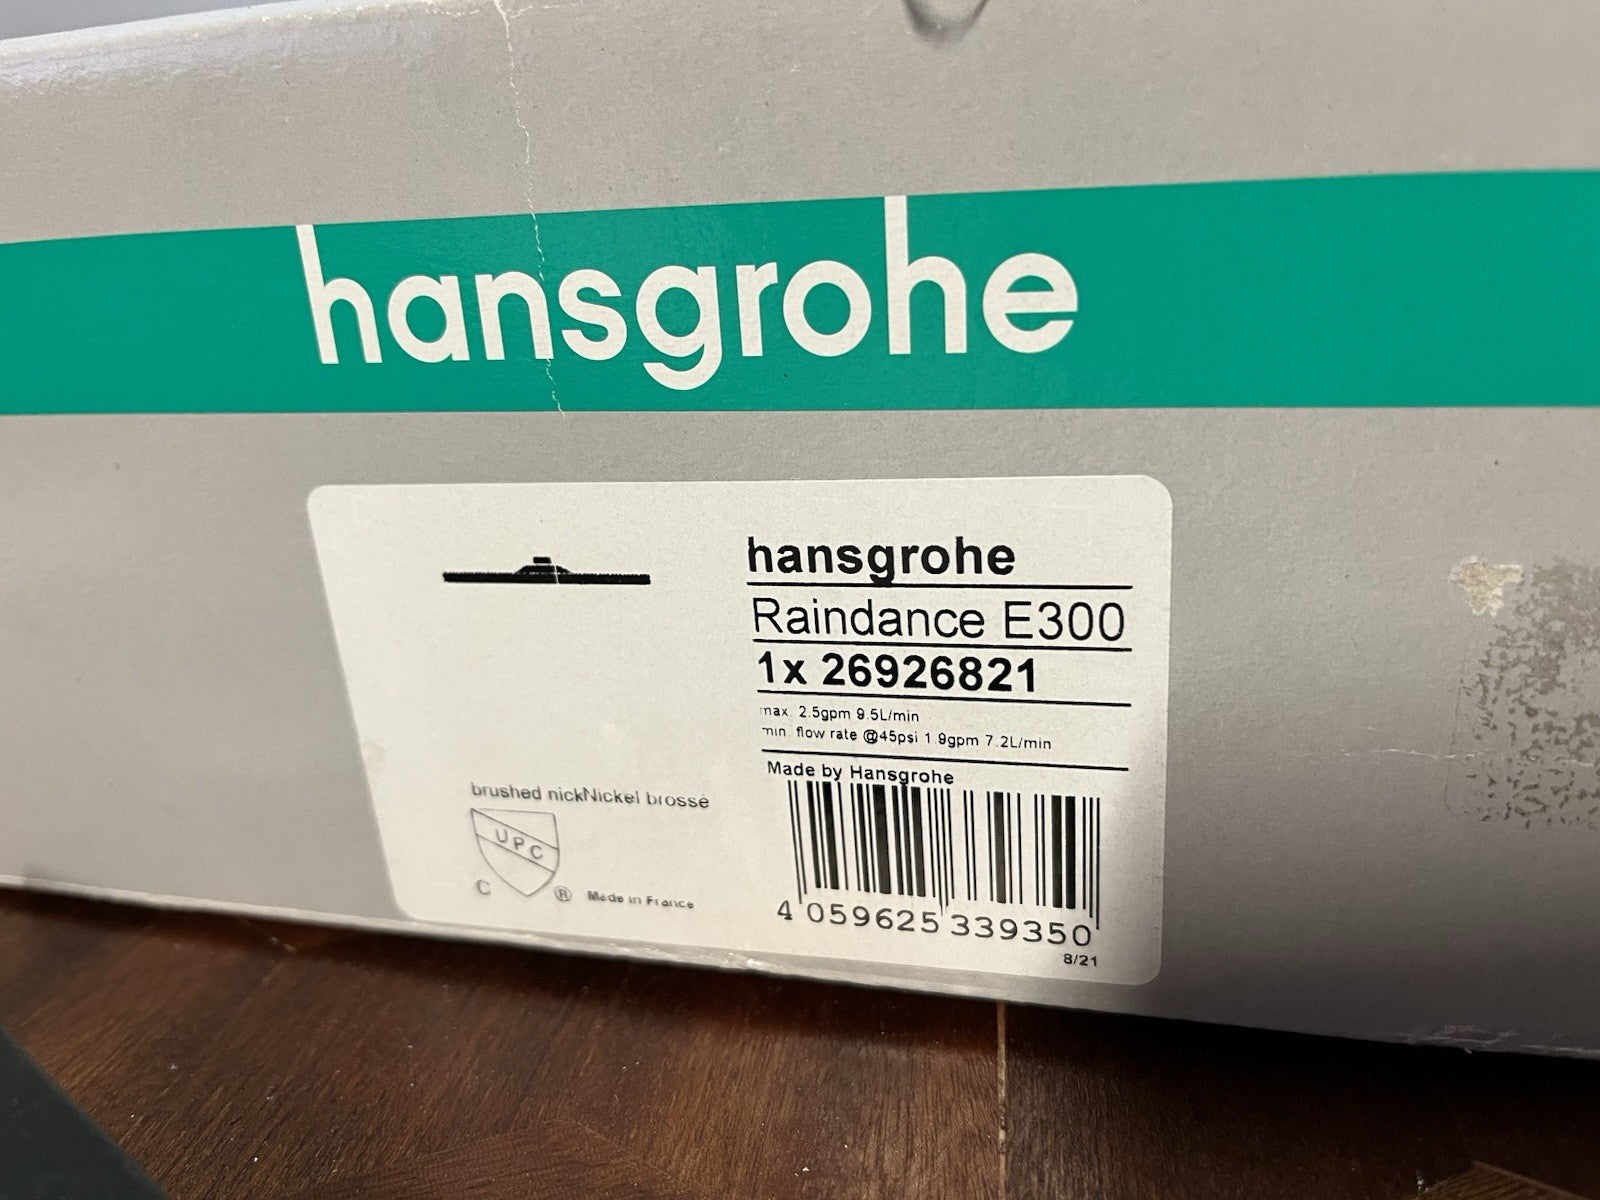 hansgrohe
hansgrohe
Raindance E300
1x 26926821
max. 2.5gpm 9.5L/min
min. flow rate @45psi 1.9gpm 7.2L/min
Made by Hansgrohe
brushed nickNickel brossé
UPC
C ® Made in France
4 059625 339350
8/21